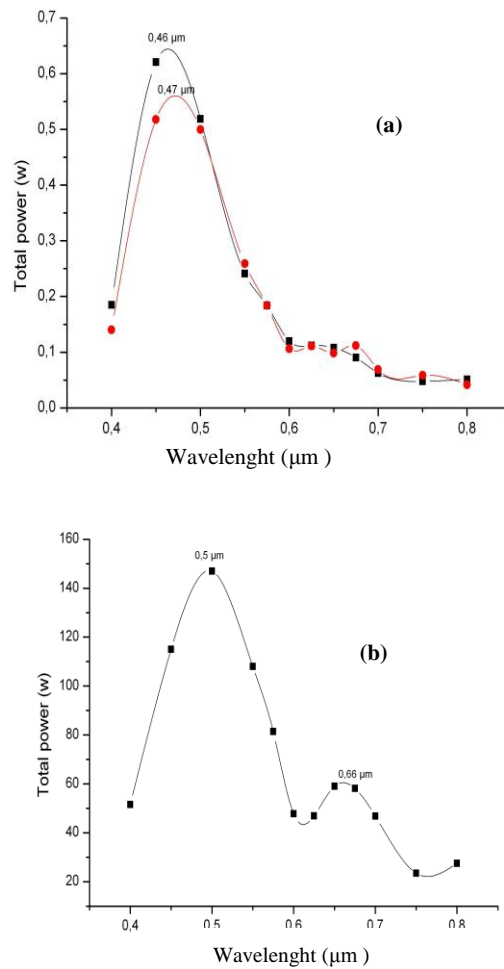 0,7
0,6
0,5
0,4
0,3
0,2
0,1
0,0
Total power (w)
0,46 µm
0,47 µm
(a)
0,4 0,5 0,6 0,7 0,8
Wavelenght (µm )
160
140
120
100
80
60
40
20
Total power (w)
0,5 µm
0,66 µm
(b)
0,4 0,5 0,6 0,7 0,8
Wavelenght (µm )